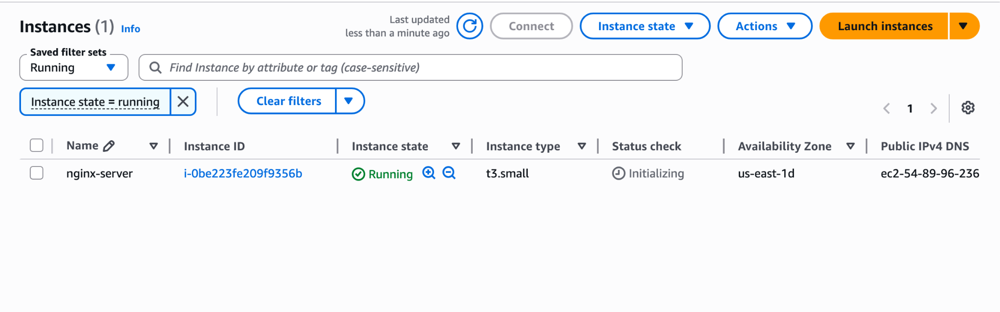 Instances (1) Info
Last updated
less than a minute ago
Connect
Instance state
Actions
Launch instances
Saved filter sets
Running
Find Instance by attribute or tag (case-sensitive)
Instance state = running
Clear filters
1
Name Instance ID Instance state Instance type Status check Availability Zone Public IPv4 DNS
nginx-server i-0be223fe209f9356b Running t3.small Initializing us-east-1d ec2-54-89-96-236